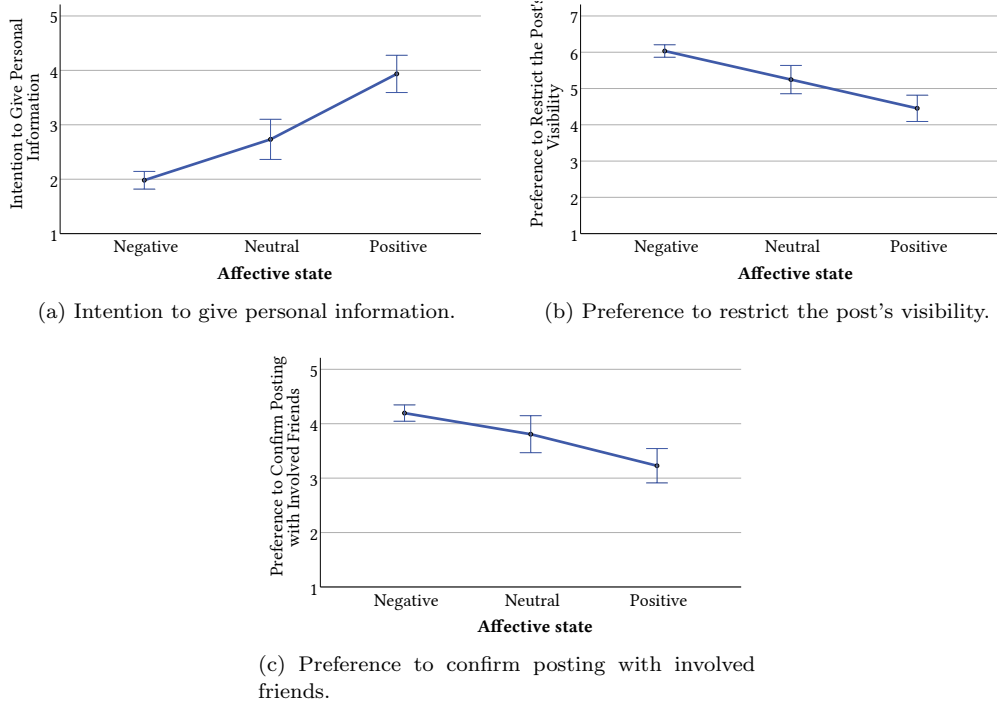 5
4
3
2
1
Intention to Give Personal
Information
Negative Neutral Positive
Affective state
(a) Intention to give personal information.
7
6
5
4
3
2
1
Preference to Restrict the Post's
Visibility
Negative Neutral Positive
Affective state
(b) Preference to restrict the post's visibility.
5
4
3
2
1
Preference to Confirm Posting
with Involved Friends
Negative Neutral Positive
Affective state
(c) Preference to confirm posting with involved
friends.